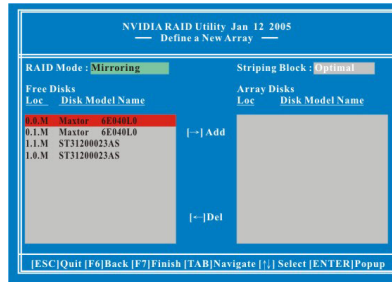 NVIDIA RAID Utility Jan 12 2005
— Define a New Array —
RAID Mode : Mirroring Striping Block : Optimal
Free Disks Array Disks
Loc Disk Model Name Loc Disk Model Name
0.0.M Maxtor 6E040L0
0.1.M Maxtor 6E040L0
1.1.M ST31200023AS
1.0.M ST31200023AS
[→] Add
[←]Del
[ESC]Quit [F6]Back [F7]Finish [TAB]Navigate [↑↓] Select [ENTER]Popup